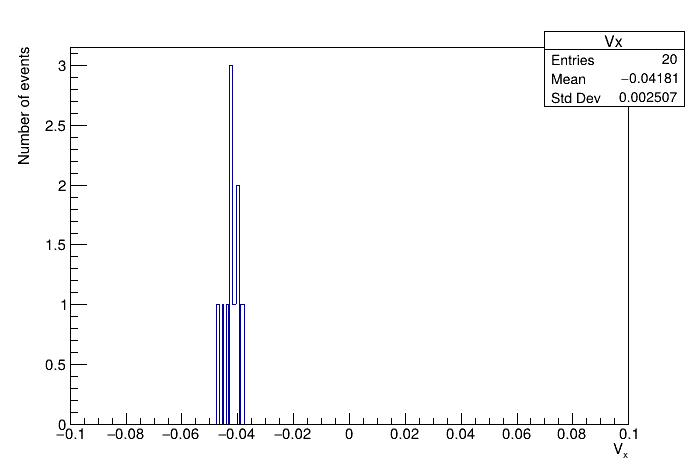 Vx
Entries 20
Mean −0.04181
Std Dev 0.002507
Number of events
3
2.5
2
1.5
1
0.5
0
−0.1 −0.08 −0.06 −0.04 −0.02 0 0.02 0.04 0.06 0.08 0.1
Vx